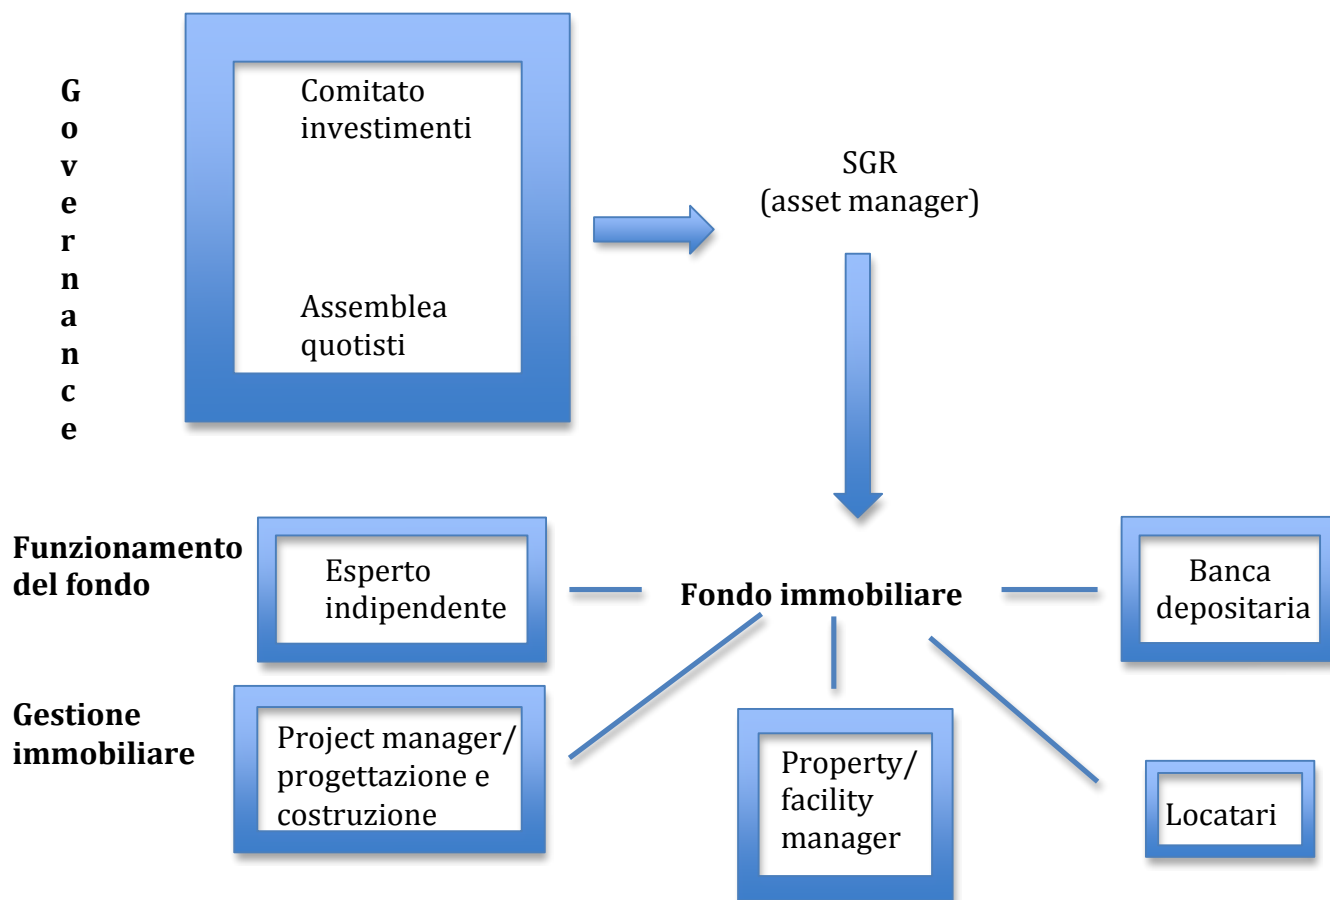 Governance
Comitato
investimenti
Assemblea
quotisti
SGR
(asset manager)
Funzionamento
del fondo
Esperto
indipendente
Fondo immobiliare
Banca
depositaria
Gestione
immobiliare
Project manager/
progettazione e
costruzione
Property/
facility
manager
Locatari